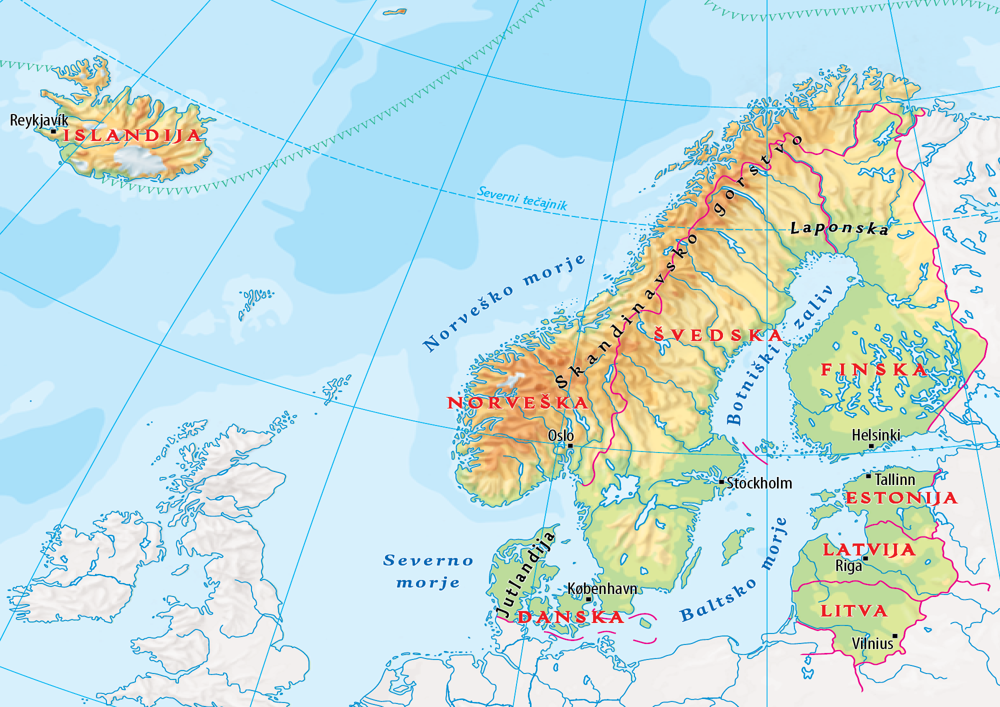 Reykjavík
ISLANDIJA
Severni tečajnik
Norveško morje
Skandinavsko gorstvo
Laponska
ŠVEDSKA
Botniški zaliv
FINSKA
NORVEŠKA
Oslo
Helsinki
Stockholm
Tallinn
ESTONIJA
Jutlandija
Severno
morje
LATVIJA
Riga
København
DANSKA
Baltsko morje
LITVA
Vilnius